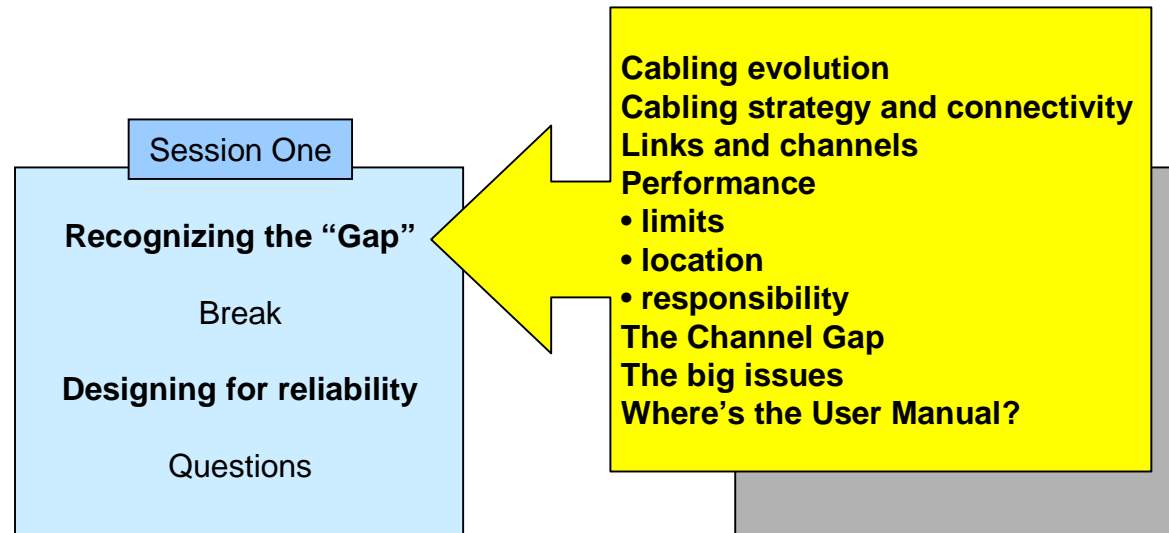 Session One
Recognizing the “Gap”
Break
Designing for reliability
Questions
Cabling evolution
Cabling strategy and connectivity
Links and channels
Performance
• limits
• location
• responsibility
The Channel Gap
The big issues
Where’s the User Manual?